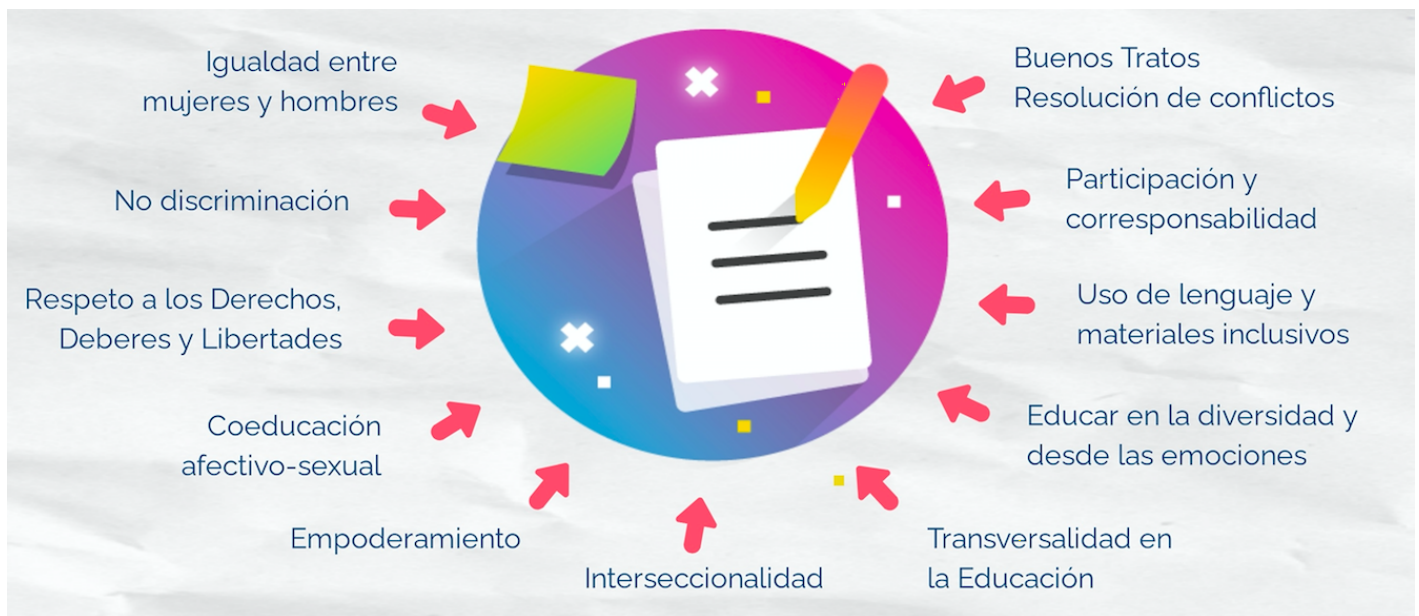 Igualdad entre
mujeres y hombres
No discriminación
Respeto a los Derechos,
Deberes y Libertades
Coeducación
afectivo-sexual
Empoderamiento
Interseccionalidad
Buenos Tratos
Resolución de conflictos
Participación y
corresponsabilidad
Uso de lenguaje y
materiales inclusivos
Educar en la diversidad y
desde las emociones
Transversalidad en
la Educación